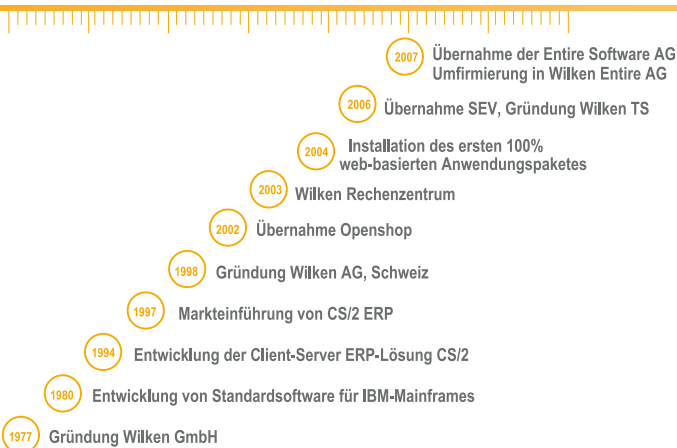 2007 Übernahme der Entire Software AG
Umfirmierung in Wilken Entire AG
2006 Übernahme SEV, Gründung Wilken TS
2004 Installation des ersten 100%
web-basierten Anwendungspaketes
2003 Wilken Rechenzentrum
2002 Übernahme Openshop
1998 Gründung Wilken AG, Schweiz
1997 Markteinführung von CS/2 ERP
1994 Entwicklung der Client-Server ERP-Lösung CS/2
1980 Entwicklung von Standardsoftware für IBM-Mainframes
1977 Gründung Wilken GmbH